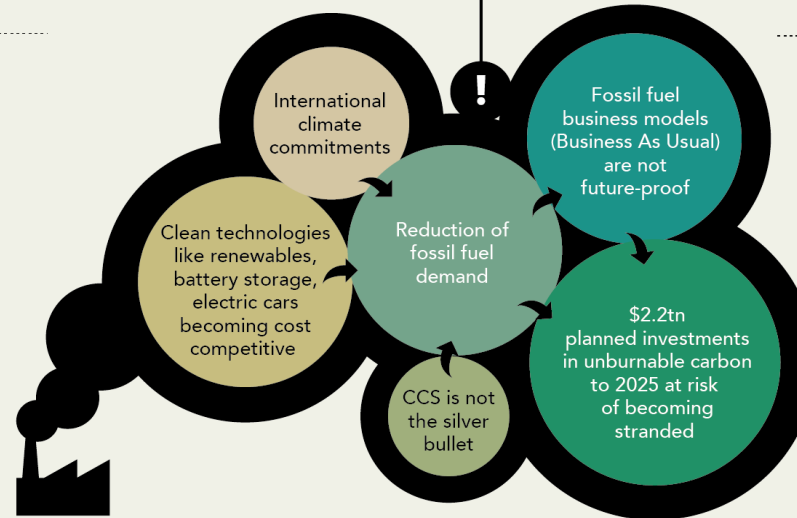 !
International
climate
commitments
Fossil fuel
business models
(Business As Usual)
are not
future-proof
Clean technologies
like renewables,
battery storage,
electric cars
becoming cost
competitive
Reduction of
fossil fuel
demand
CCS is not
the silver
bullet
$2.2tn
planned investments
in unburnable carbon
to 2025 at risk
of becoming
stranded